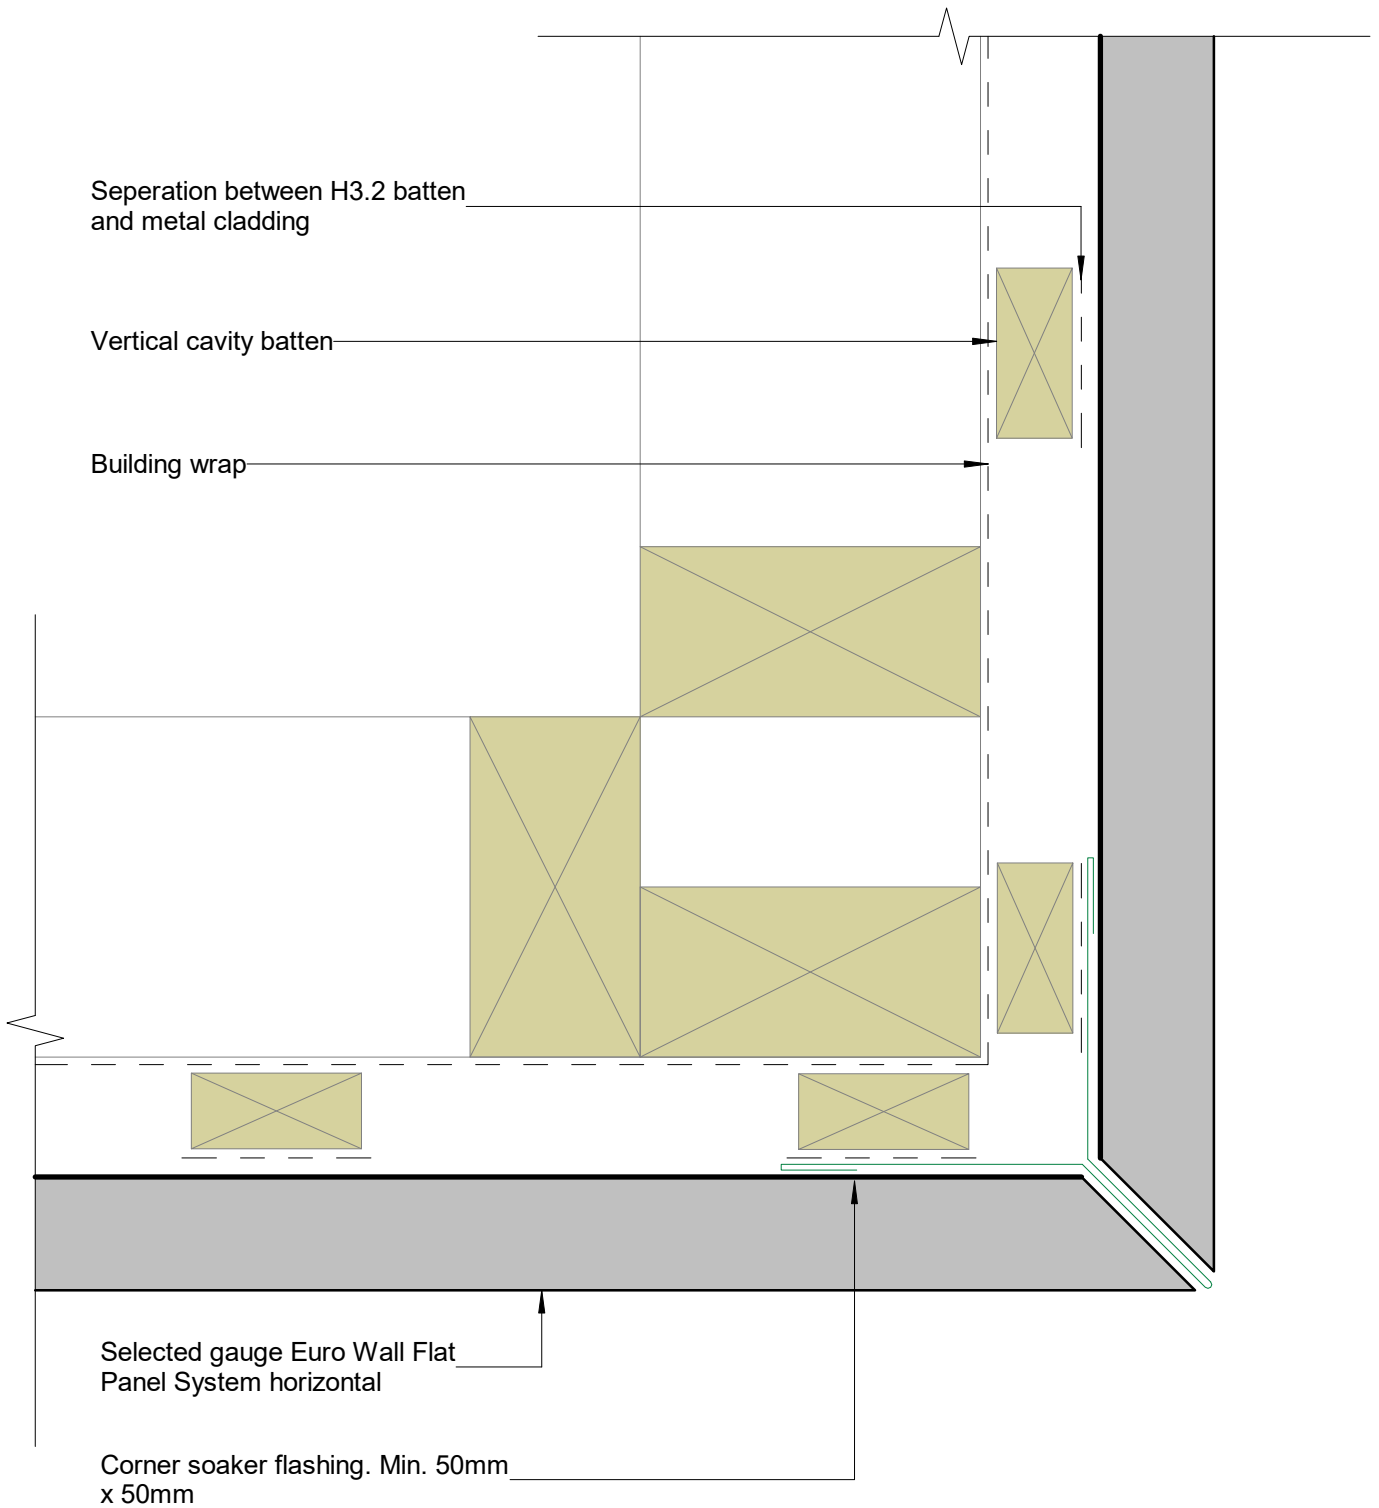 Seperation between H3.2 batten
and metal cladding
Vertical cavity batten
Building wrap
Selected gauge Euro Wall Flat
Panel System horizontal
Corner soaker flashing. Min. 50mm
x 50mm